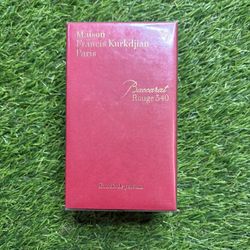 Maison
Francis Kurkdjian
Paris
Baccarat
Rouge 540